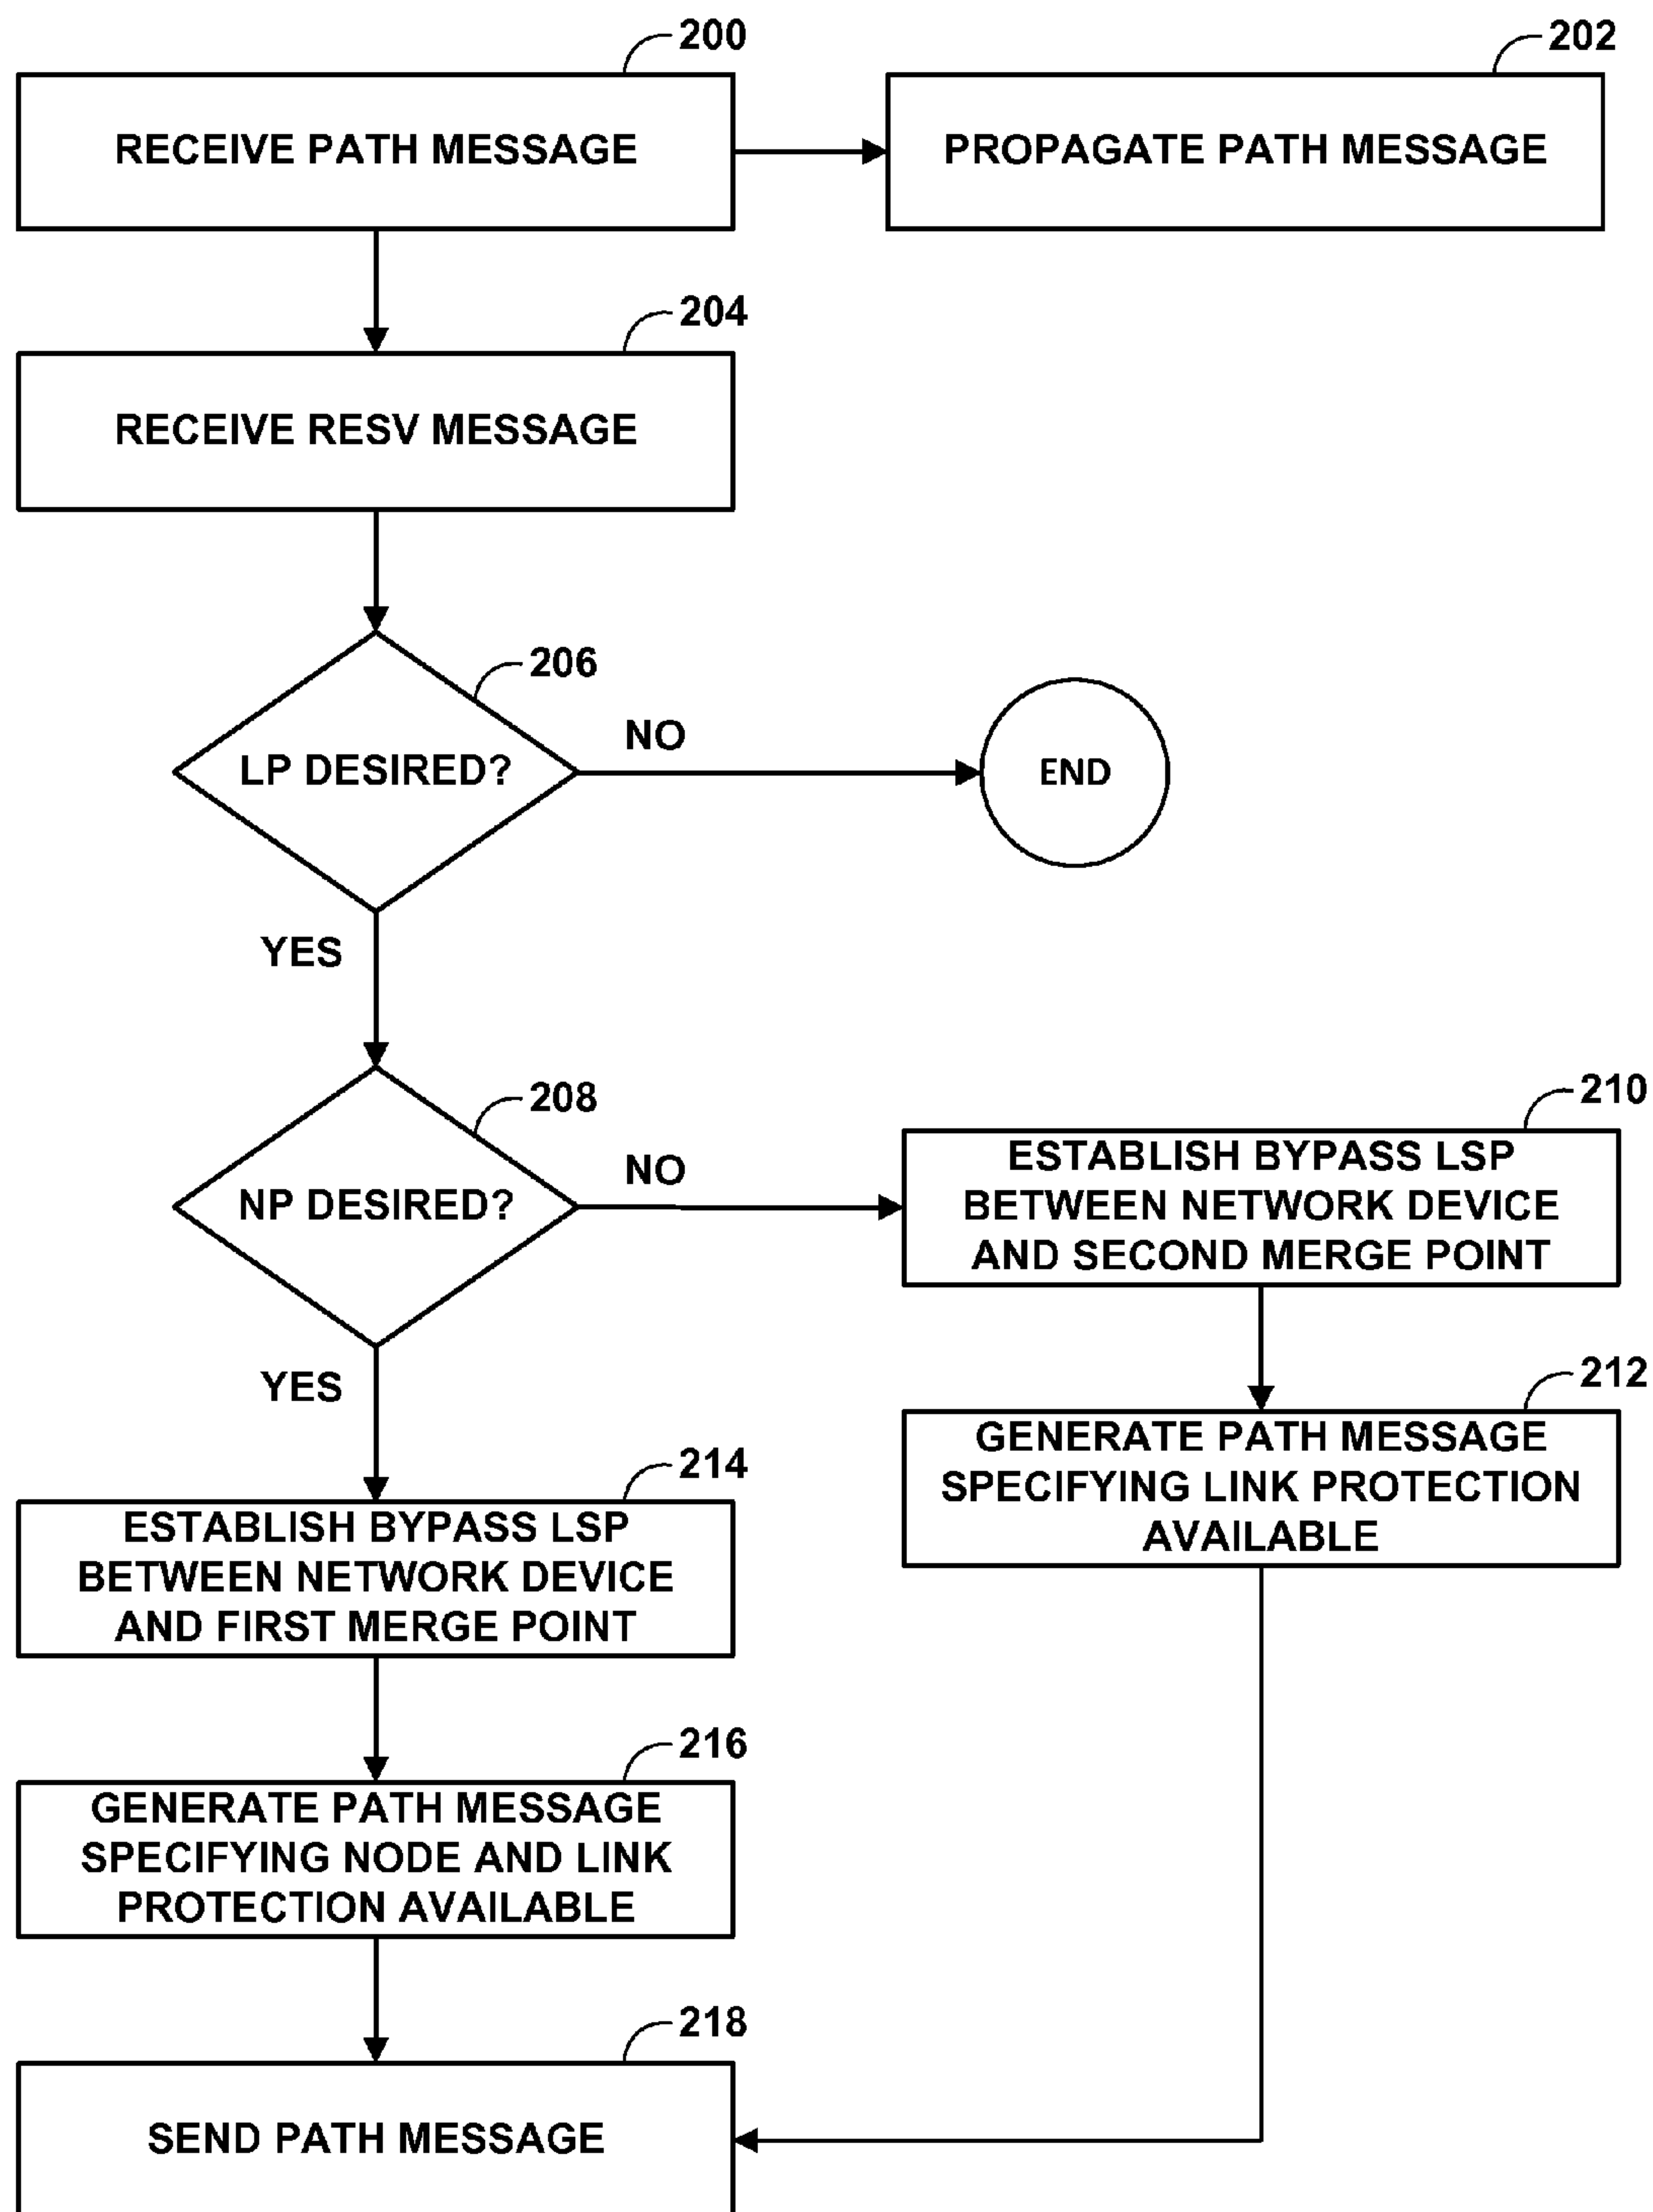 200
RECEIVE PATH MESSAGE
202
PROPAGATE PATH MESSAGE
204
RECEIVE RESV MESSAGE
206
LP DESIRED?
NO
END
YES
208
NP DESIRED?
NO
210
ESTABLISH BYPASS LSP
BETWEEN NETWORK DEVICE
AND SECOND MERGE POINT
212
GENERATE PATH MESSAGE
SPECIFYING LINK PROTECTION
AVAILABLE
YES
214
ESTABLISH BYPASS LSP
BETWEEN NETWORK DEVICE
AND FIRST MERGE POINT
216
GENERATE PATH MESSAGE
SPECIFYING NODE AND LINK
PROTECTION AVAILABLE
218
SEND PATH MESSAGE